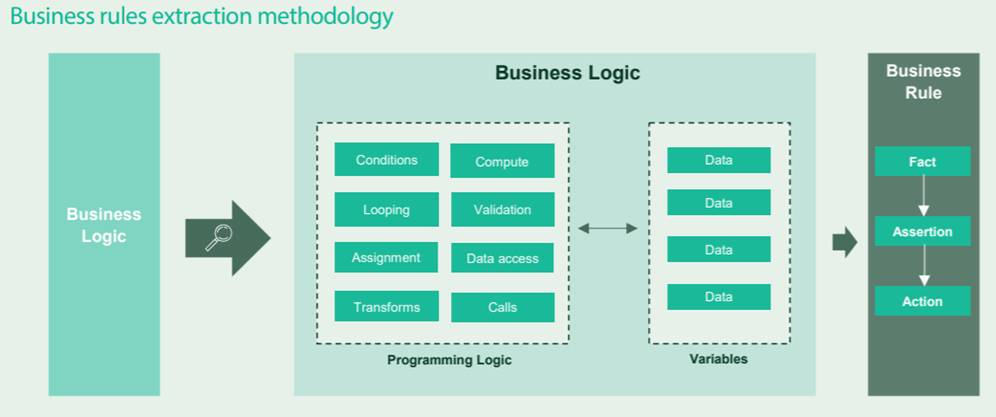 Business rules extraction methodology
Business
Logic
Business Logic
Conditions
Compute
Looping
Validation
Assignment
Data access
Transforms
Calls
Programming Logic
Data
Data
Data
Data
Variables
Business
Rule
Fact
Assertion
Action